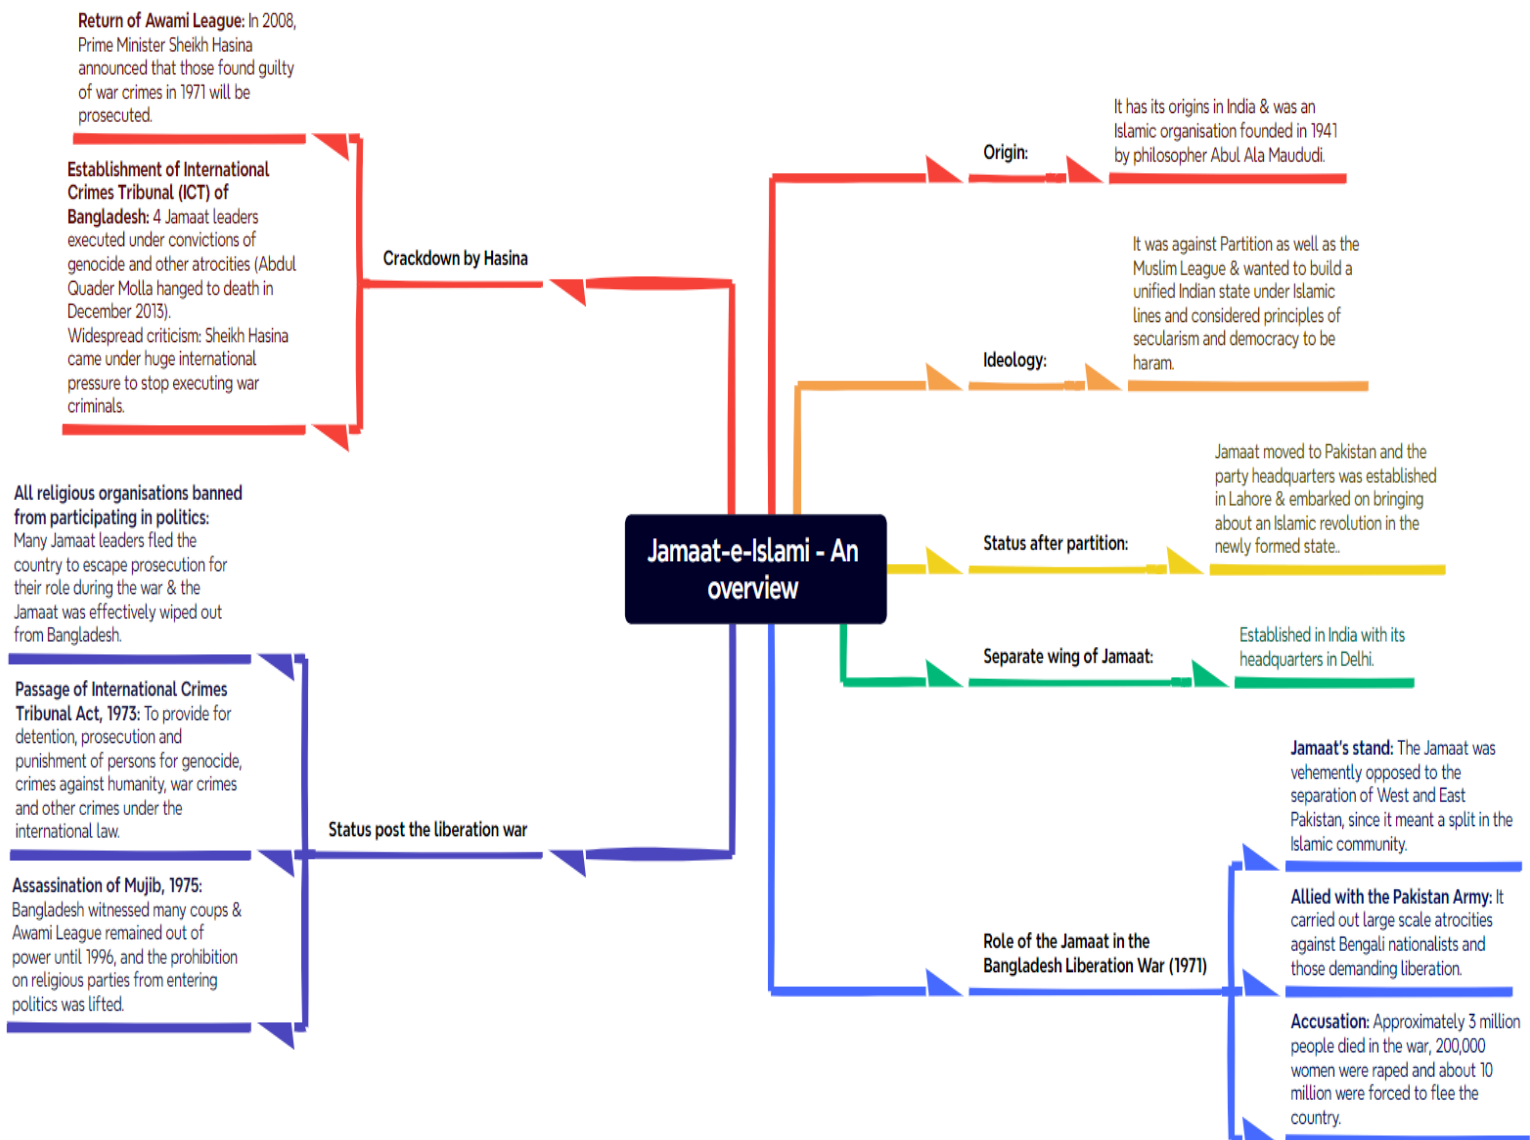 Jamaat-e-Islami - An
overview
Origin:
It has its origins in India & was an
Islamic organisation founded in 1941
by philosopher Abul Ala Maududi.
Ideology:
It was against Partition as well as the
Muslim League & wanted to build a
unified Indian state under Islamic
lines and considered principles of
secularism and democracy to be
haram.
Status after partition:
Jamaat moved to Pakistan and the
party headquarters was established
in Lahore & embarked on bringing
about an Islamic revolution in the
newly formed state..
Separate wing of Jamaat:
Established in India with its
headquarters in Delhi.
Role of the Jamaat in the
Bangladesh Liberation War (1971)
Jamaat's stand: The Jamaat was
vehemently opposed to the
separation of West and East
Pakistan, since it meant a split in the
Islamic community.
Allied with the Pakistan Army: It
carried out large scale atrocities
against Bengali nationalists and
those demanding liberation.
Accusation: Approximately 3 million
people died in the war, 200,000
women were raped and about 10
million were forced to flee the
country.
Status post the liberation war
All religious organisations banned
from participating in politics:
Many Jamaat leaders fled the
country to escape prosecution for
their role during the war & the
Jamaat was effectively wiped out
from Bangladesh.
Passage of International Crimes
Tribunal Act, 1973: To provide for
detention, prosecution and
punishment of persons for genocide,
crimes against humanity, war crimes
and other crimes under the
international law.
Assassination of Mujib, 1975:
Bangladesh witnessed many coups &
Awami League remained out of
power until 1996, and the prohibition
on religious parties from entering
politics was lifted.
Crackdown by Hasina
Return of Awami League: In 2008,
Prime Minister Sheikh Hasina
announced that those found guilty
of war crimes in 1971 will be
prosecuted.
Establishment of International
Crimes Tribunal (ICT) of
Bangladesh: 4 Jamaat leaders
executed under convictions of
genocide and other atrocities (Abdul
Quader Molla hanged to death in
December 2013).
Widespread criticism: Sheikh Hasina
came under huge international
pressure to stop executing war
criminals.